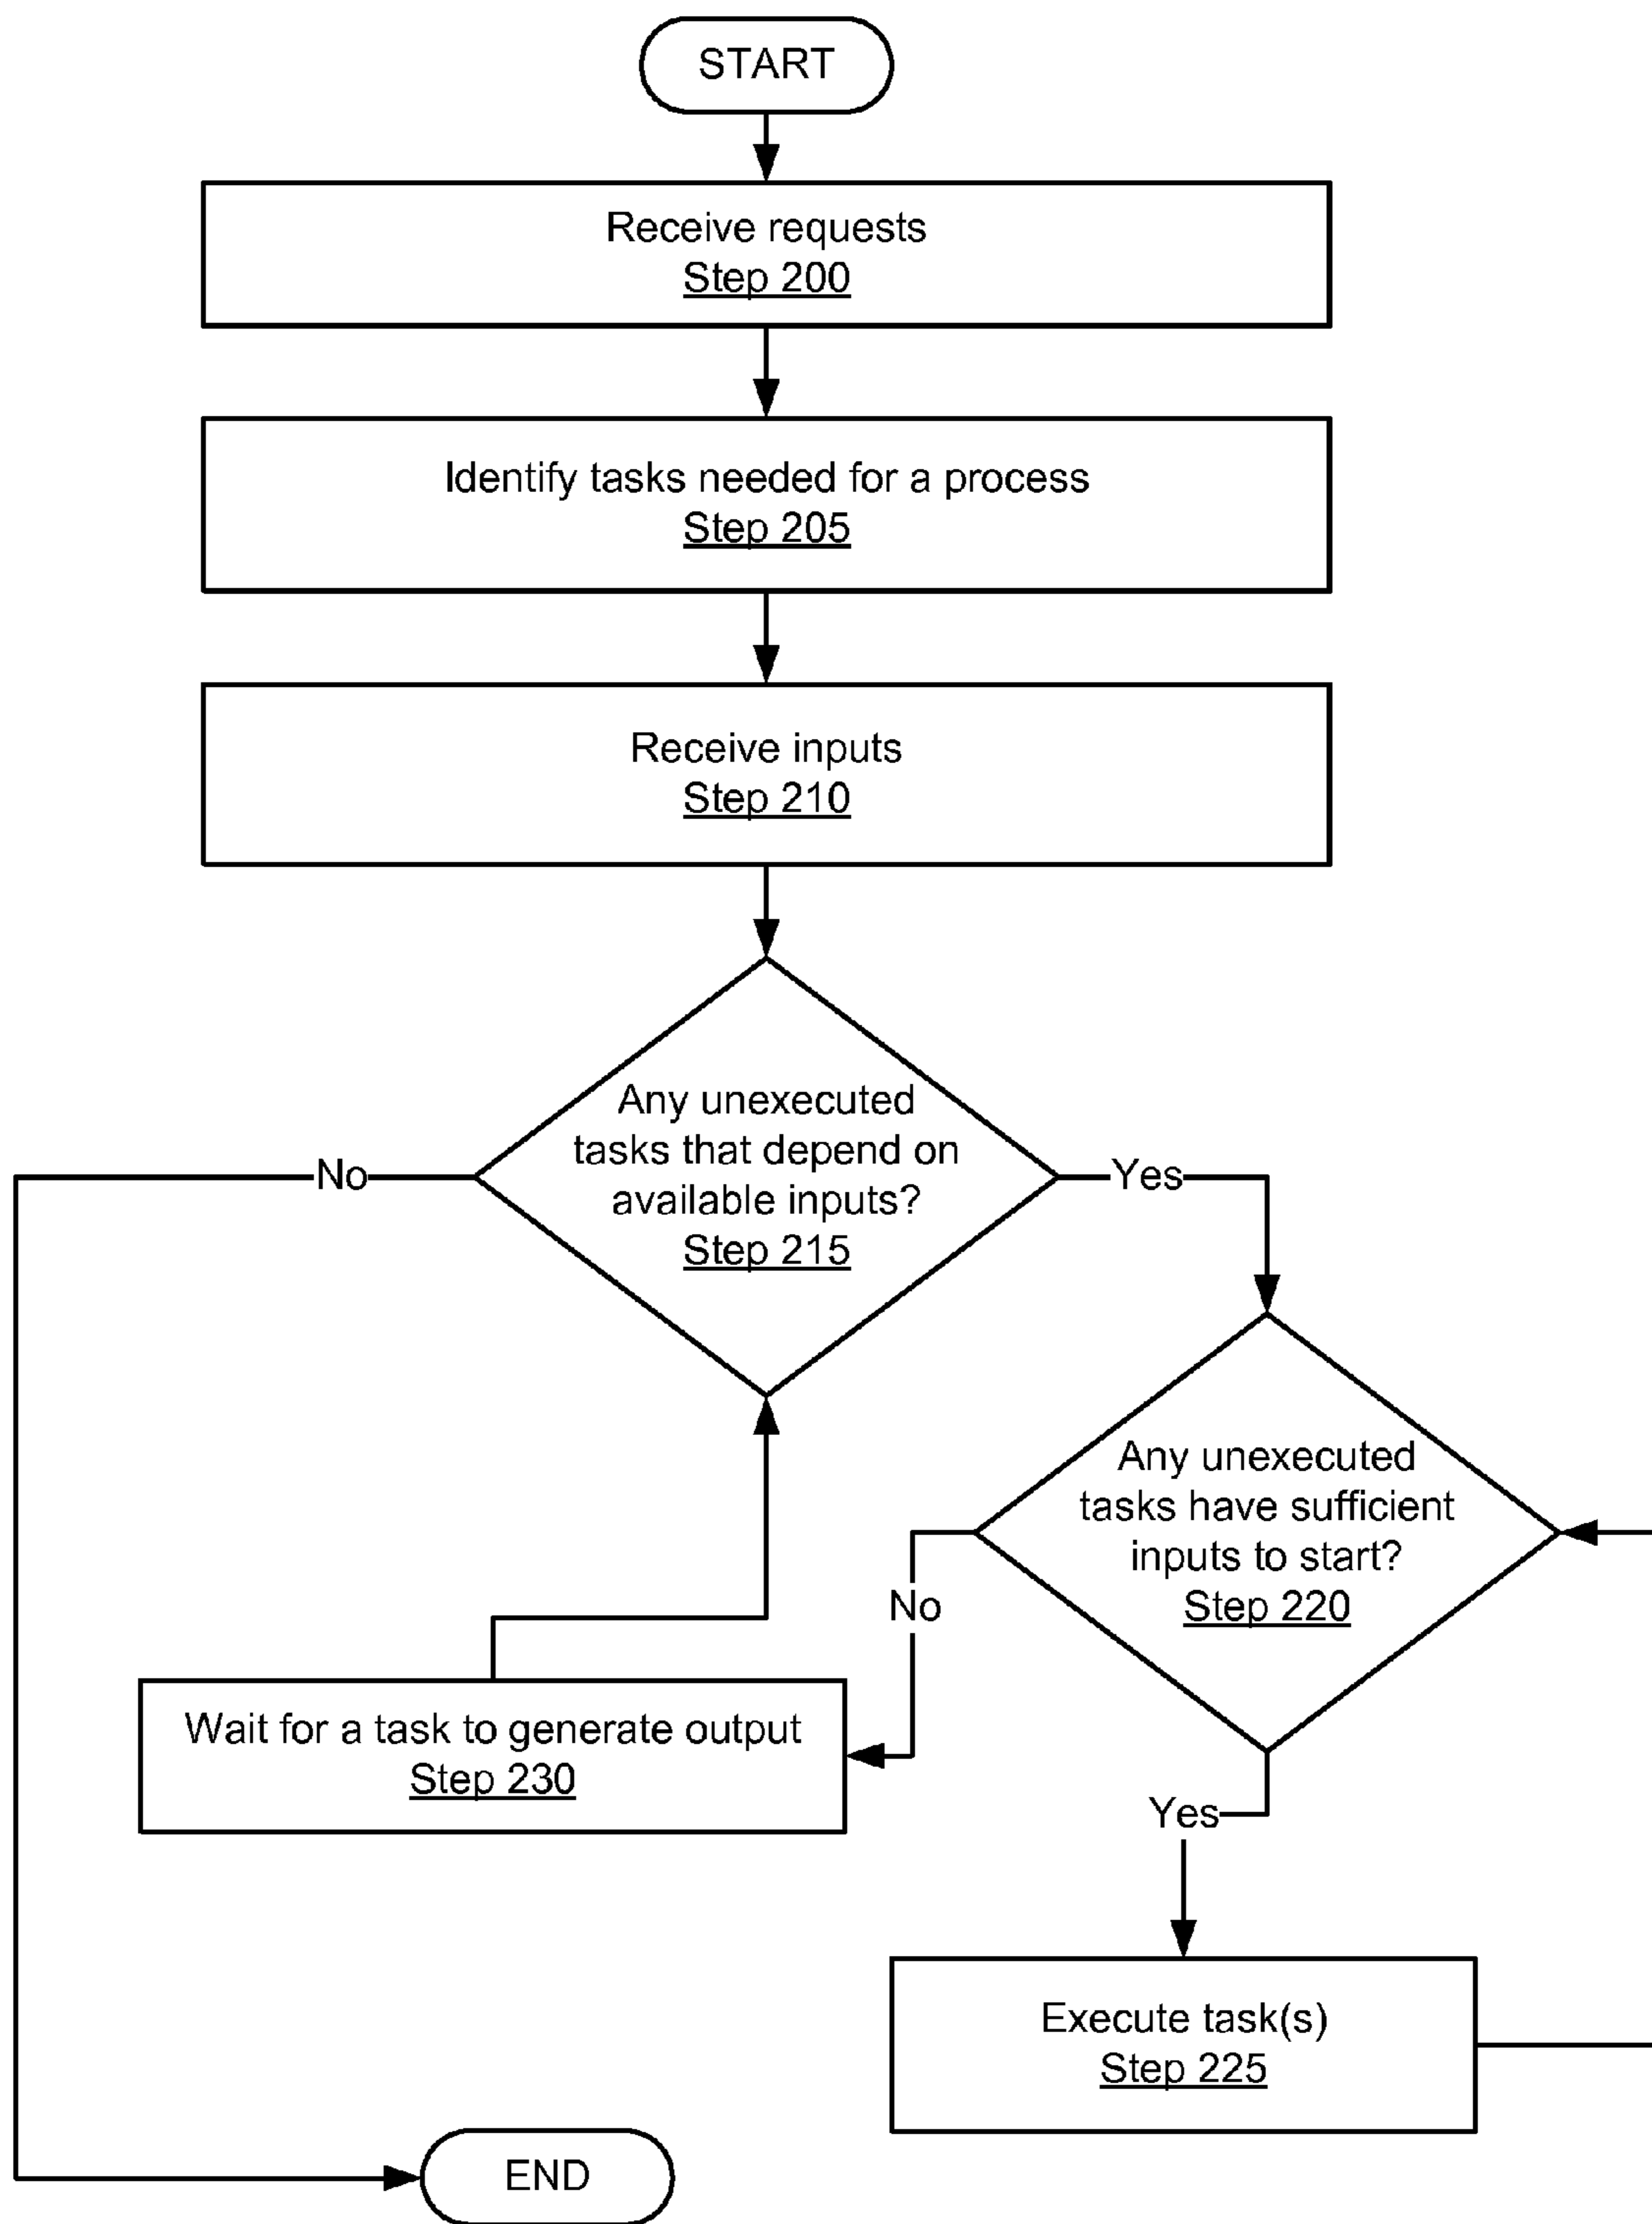 START
Receive requests
Step 200
Identify tasks needed for a process
Step 205
Receive inputs
Step 210
Any unexecuted
tasks that depend on
available inputs?
Step 215
No
Yes
Any unexecuted
tasks have sufficient
inputs to start?
Step 220
No
Wait for a task to generate output
Step 230
Yes
Execute task(s)
Step 225
END